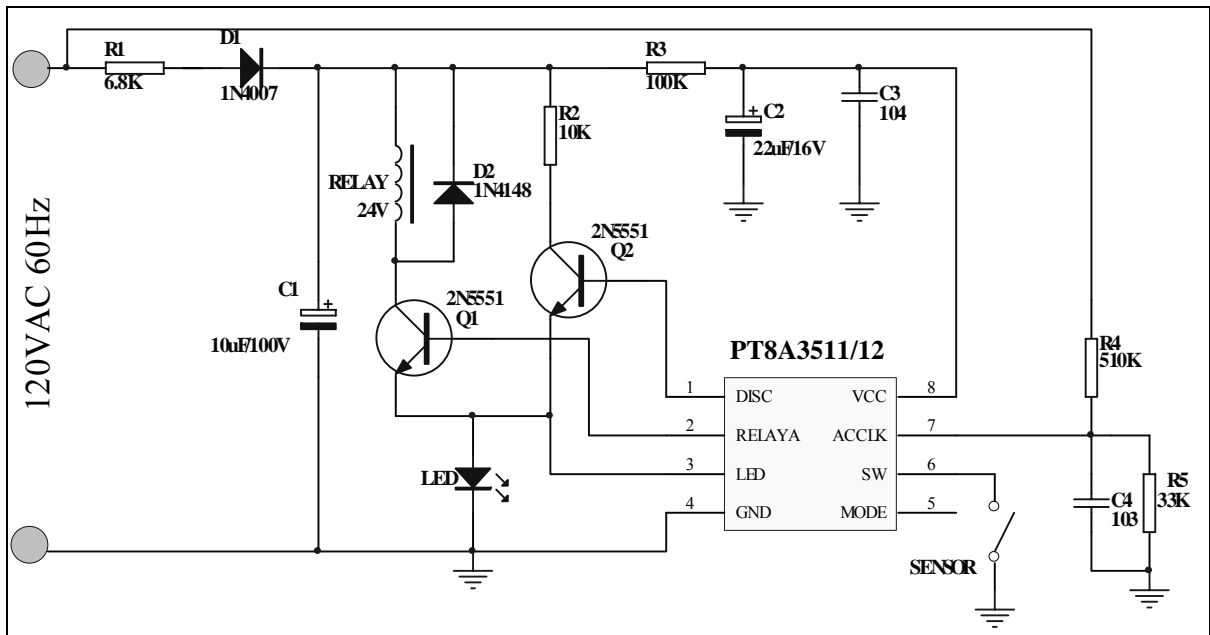 120VAC 60Hz
R1
6.8K
D1
1N4007
C1
10uF/100V
RELAY
24V
D2
1N4148
R2
10K
2N5551
Q1
2N5551
Q2
LED
R3
100K
C2
22uF/16V
C3
104
PT8A3511/12
1 DISC
2 RELAYA
3 LED
4 GND
VCC 8
ACCLK 7
SW 6
MODE 5
SENSOR
R4
510K
C4
103
R5
33K